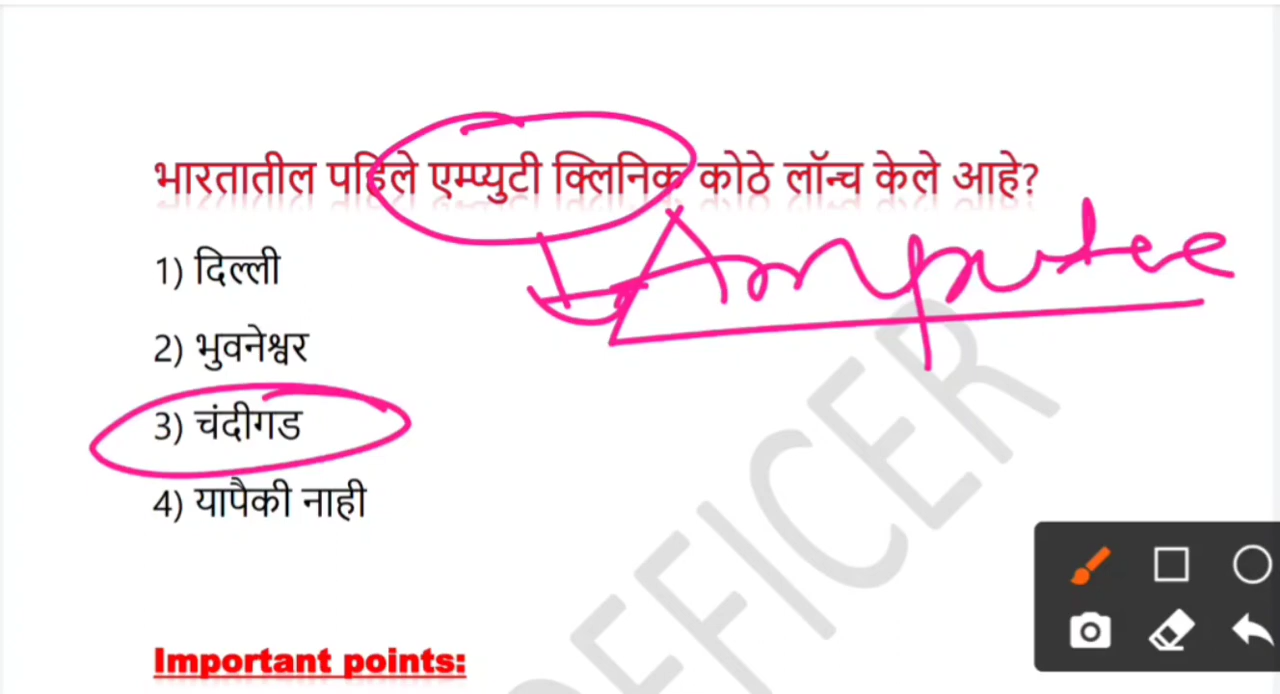 भारतातील पहिले एम्प्युटी क्लिनिक कोठे लॉन्च केले आहे?
Amputee
1) दिल्ली
2) भुवनेश्वर
3) चंदीगड
4) यापैकी नाही
OFFICER
Important points: